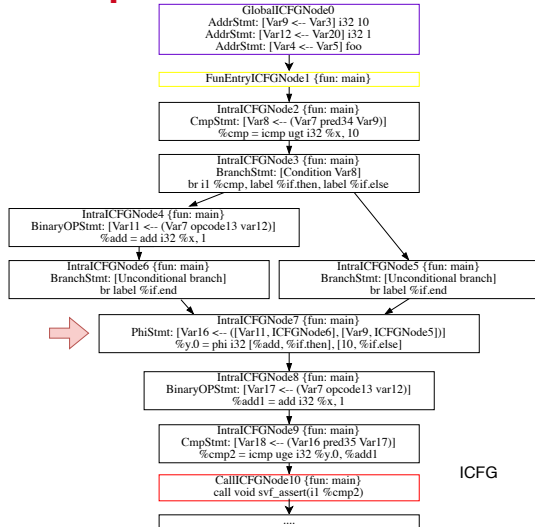 GlobalICFGNode0
AddrStmt: [Var9 <-- Var3] i32 10
AddrStmt: [Var12 <-- Var20] i32 1
AddrStmt: [Var4 <-- Var5] foo
FunEntryICFGNode1 {fun: main}
IntraICFGNode2 {fun: main}
CmpStmt: [Var8 <-- (Var7 pred34 Var9)]
%cmp = icmp ugt i32 %x, 10
IntraICFGNode3 {fun: main}
BranchStmt: [Condition Var8]
br i1 %cmp, label %if.then, label %if.else
IntraICFGNode4 {fun: main}
BinaryOPStmt: [Var11 <-- (Var7 opcode13 var12)]
%add = add i32 %x, 1
IntraICFGNode6 {fun: main}
BranchStmt: [Unconditional branch]
br label %if.end
IntraICFGNode5 {fun: main}
BranchStmt: [Unconditional branch]
br label %if.end
IntraICFGNode7 {fun: main}
PhiStmt: [Var16 <-- ([Var11, ICFGNode6], [Var9, ICFGNode5])]
%y.0 = phi i32 [%add, %if.then], [10, %if.else]
IntraICFGNode8 {fun: main}
BinaryOPStmt: [Var17 <-- (Var7 opcode13 var12)]
%add1 = add i32 %x, 1
IntraICFGNode9 {fun: main}
CmpStmt: [Var18 <-- (Var16 pred35 Var17)]
%cmp2 = icmp uge i32 %y.0, %add1
ICFG
CallICFGNode10 {fun: main}
call void svf_assert(i1 %cmp2)
....